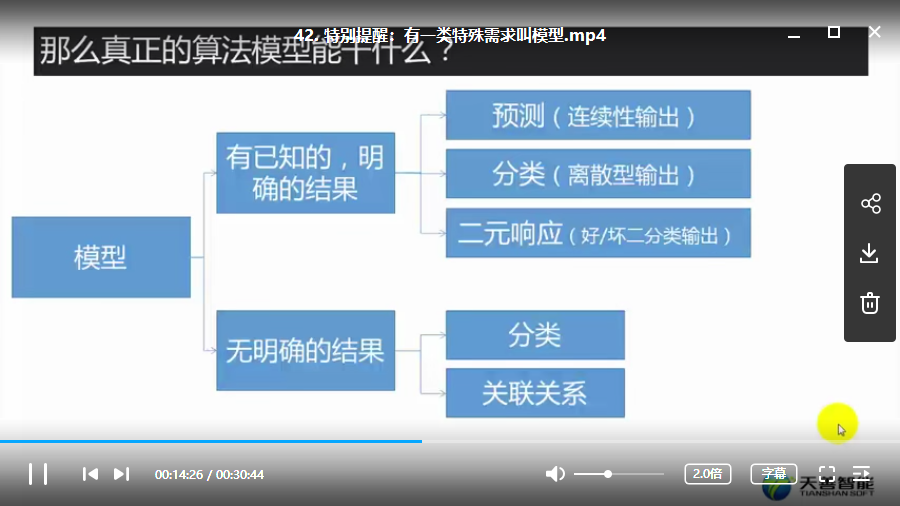 42. 特别提醒：有一类特殊需求叫模型.mp4
那么真正的算法模型能干什么？
模型
有已知的，明
确的结果
预测（连续性输出）
分类（离散型输出）
二元响应（好/坏二分类输出）
无明确的结果
分类
关联关系
00:14:26 / 00:30:44
2.0倍
字幕
天善智能
TIANSHAN SOFT